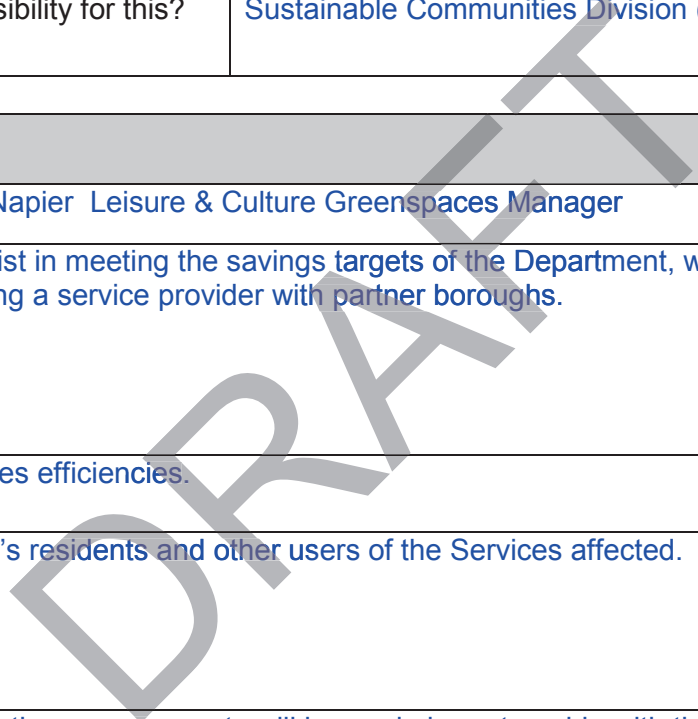 sibility for this? Sustainable Communities Division
Napier Leisure & Culture Greenspaces Manager
ist in meeting the savings targets of the Department, w
ng a service provider with partner boroughs.
es efficiencies.
's residents and other users of the Services affected.
DRAFT